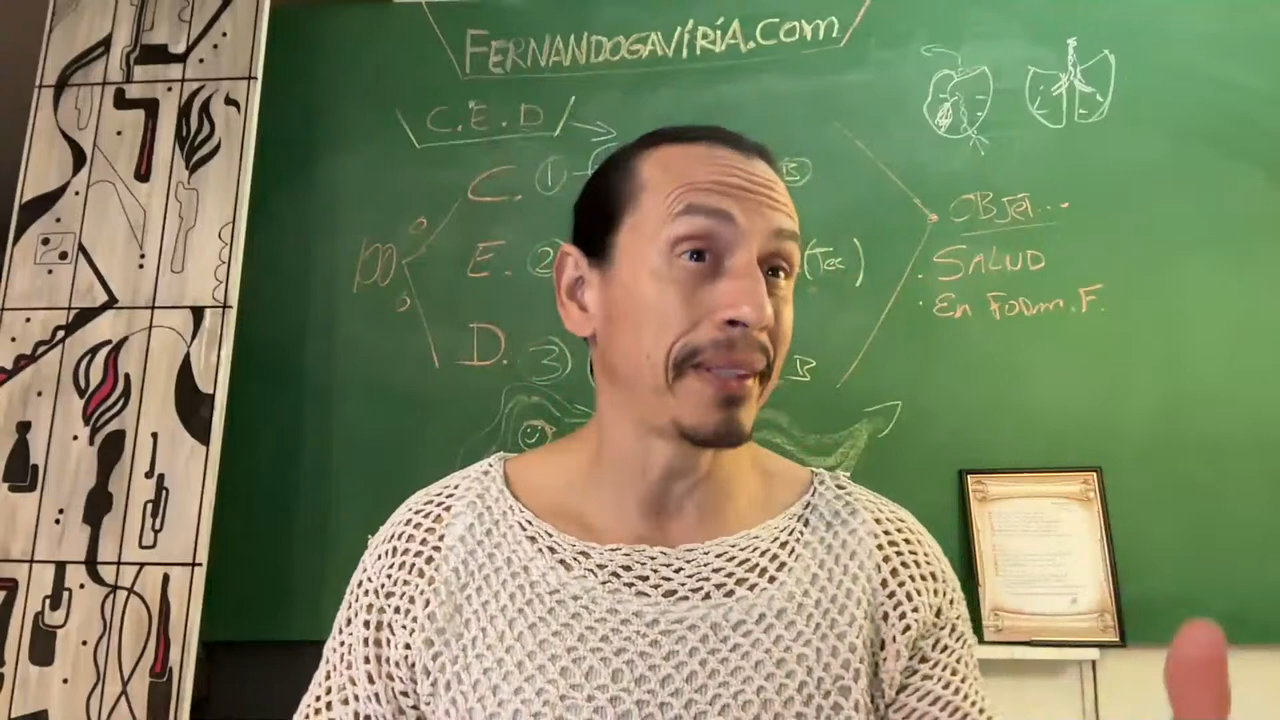 FERNANDOGAVIRIA.COM
C.E.D
C. 1 B
E. 2 (Tec)
D. 3 B
100
OBJET...
SALUD
En FORM. F.